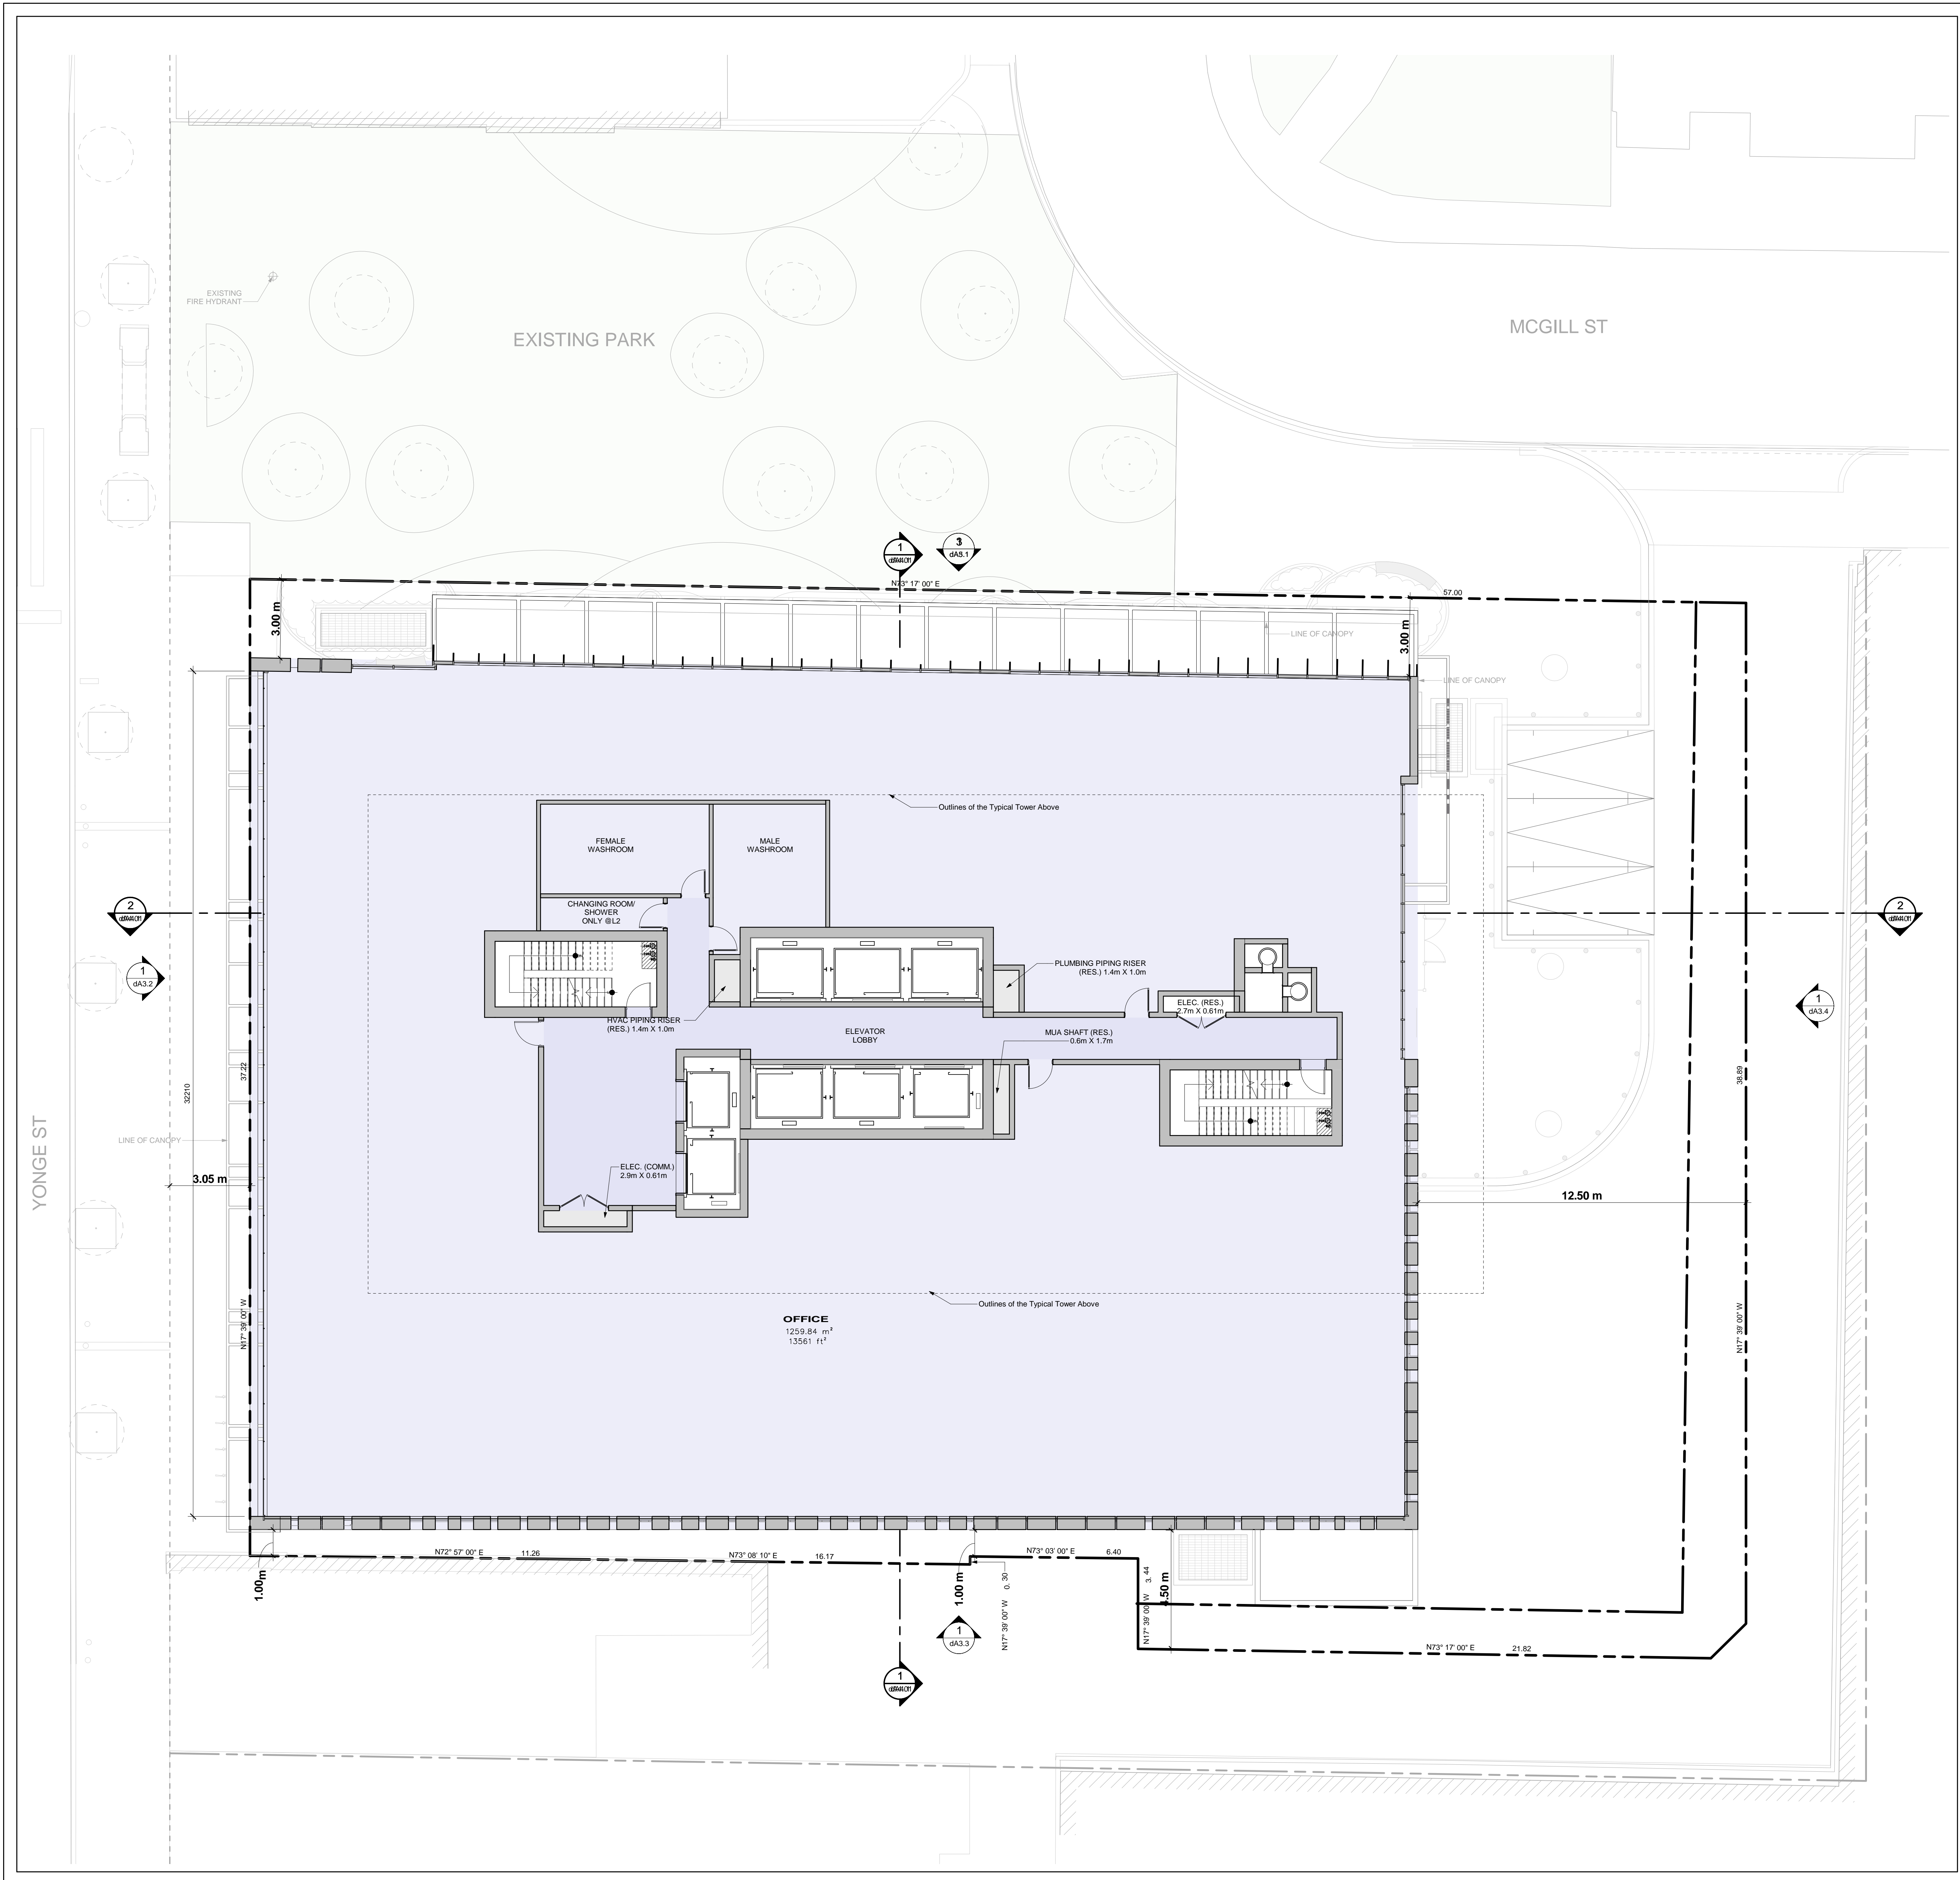 EXISTING
FIRE HYDRANT
EXISTING PARK
MCGILL ST
1
3
dA3.1
N73° 17' 00" E
57.00
3.00 m
LINE OF CANOPY
3.00 m
LINE OF CANOPY
Outlines of the Typical Tower Above
FEMALE
WASHROOM
MALE
WASHROOM
CHANGING ROOM/
SHOWER
ONLY @L2
2
2
1
dA3.2
PLUMBING PIPING RISER
(RES.) 1.4m X 1.0m
ELEC. (RES.)
2.7m X 0.61m
1
dA3.4
HVAC PIPING RISER
(RES.) 1.4m X 1.0m
ELEVATOR
LOBBY
MUA SHAFT (RES.)
0.6m X 1.7m
32210
37.22
38.89
YONGE ST
LINE OF CANOPY
3.05 m
ELEC. (COMM.)
2.9m X 0.61m
12.50 m
Outlines of the Typical Tower Above
OFFICE
1259.84 m²
13561 ft²
N17° 39' 00" W
N17° 39' 00" W
N72° 57' 00" E
11.26
N73° 08' 10" E
16.17
N73° 03' 00" E
6.40
1.00m
1.00 m
N17° 39' 00" W 0. 30
N17° 39' 00" W 3. 44
.50 m
1
dA3.3
N73° 17' 00" E
21.82
1